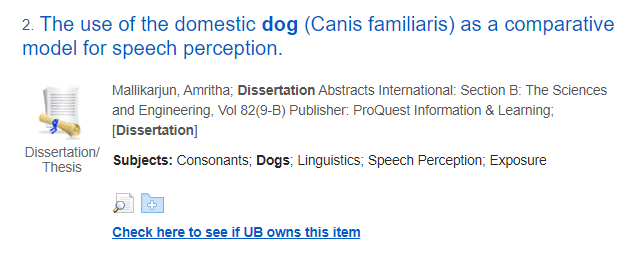 2. The use of the domestic dog (Canis familiaris) as a comparative
model for speech perception.
Mallikarjun, Amritha; Dissertation Abstracts International: Section B: The Sciences
and Engineering, Vol 82(9-B) Publisher: ProQuest Information & Learning;
[Dissertation]
Dissertation/
Thesis
Subjects: Consonants; Dogs; Linguistics; Speech Perception; Exposure
Check here to see if UB owns this item